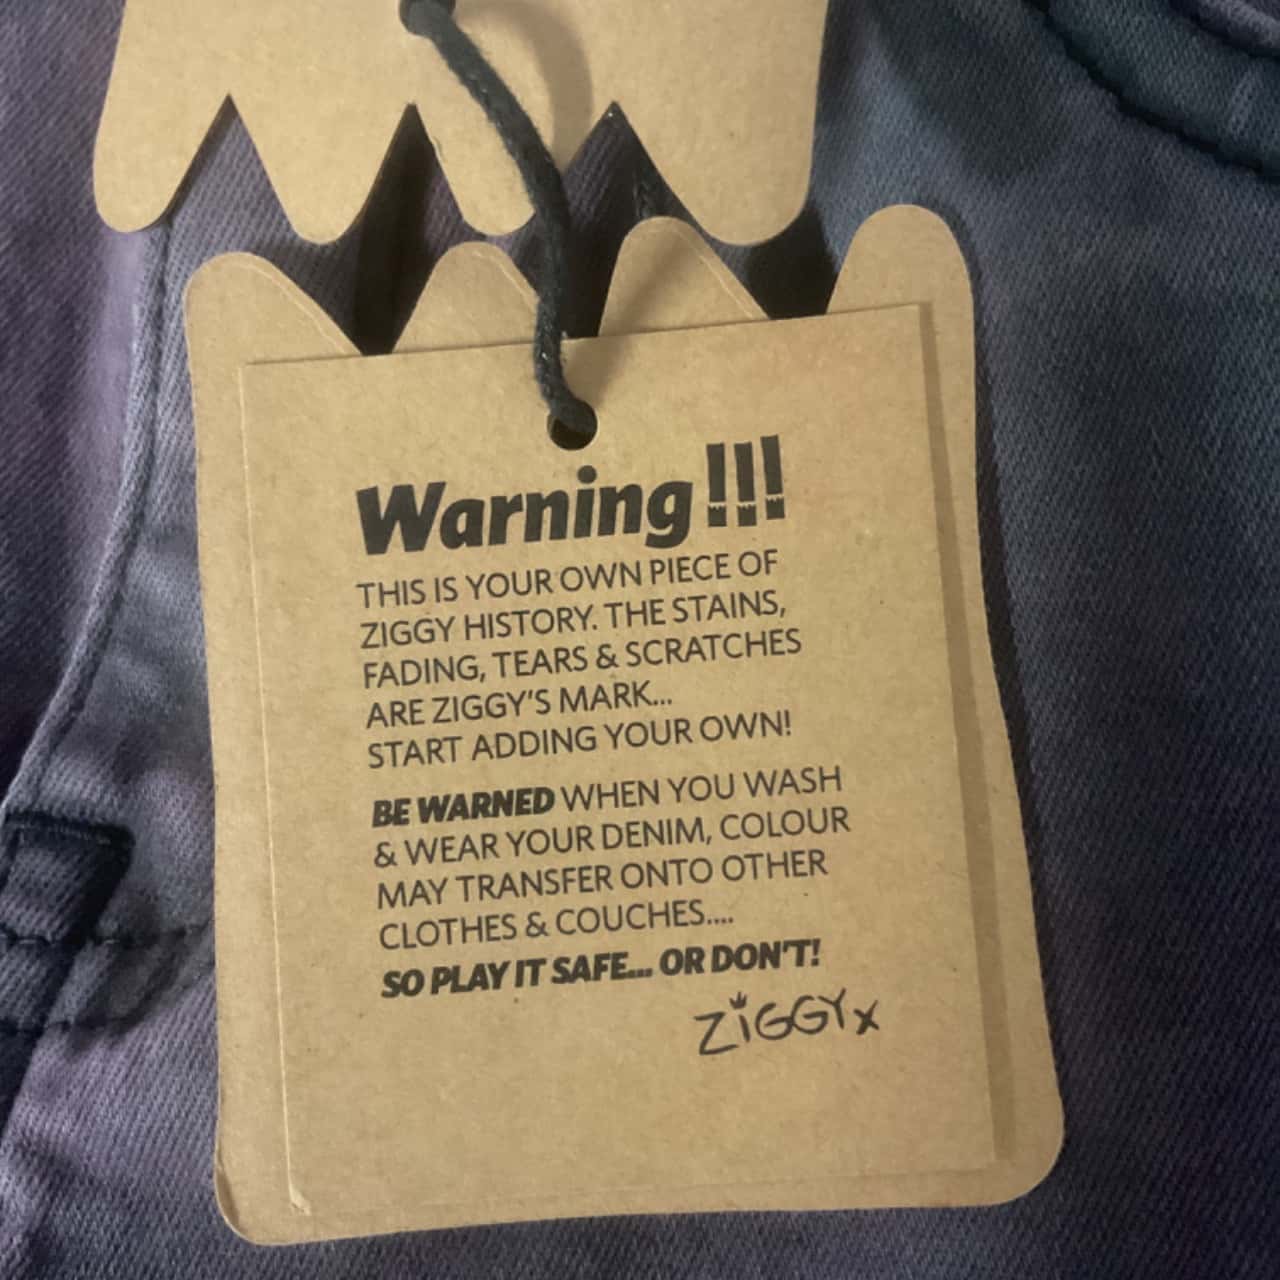 Warning!!!
THIS IS YOUR OWN PIECE OF
ZIGGY HISTORY. THE STAINS,
FADING, TEARS & SCRATCHES
ARE ZIGGY'S MARK...
START ADDING YOUR OWN!
BE WARNED WHEN YOU WASH
& WEAR YOUR DENIM, COLOUR
MAY TRANSFER ONTO OTHER
CLOTHES & COUCHES....
SO PLAY IT SAFE... OR DON'T!
ZiGGY x